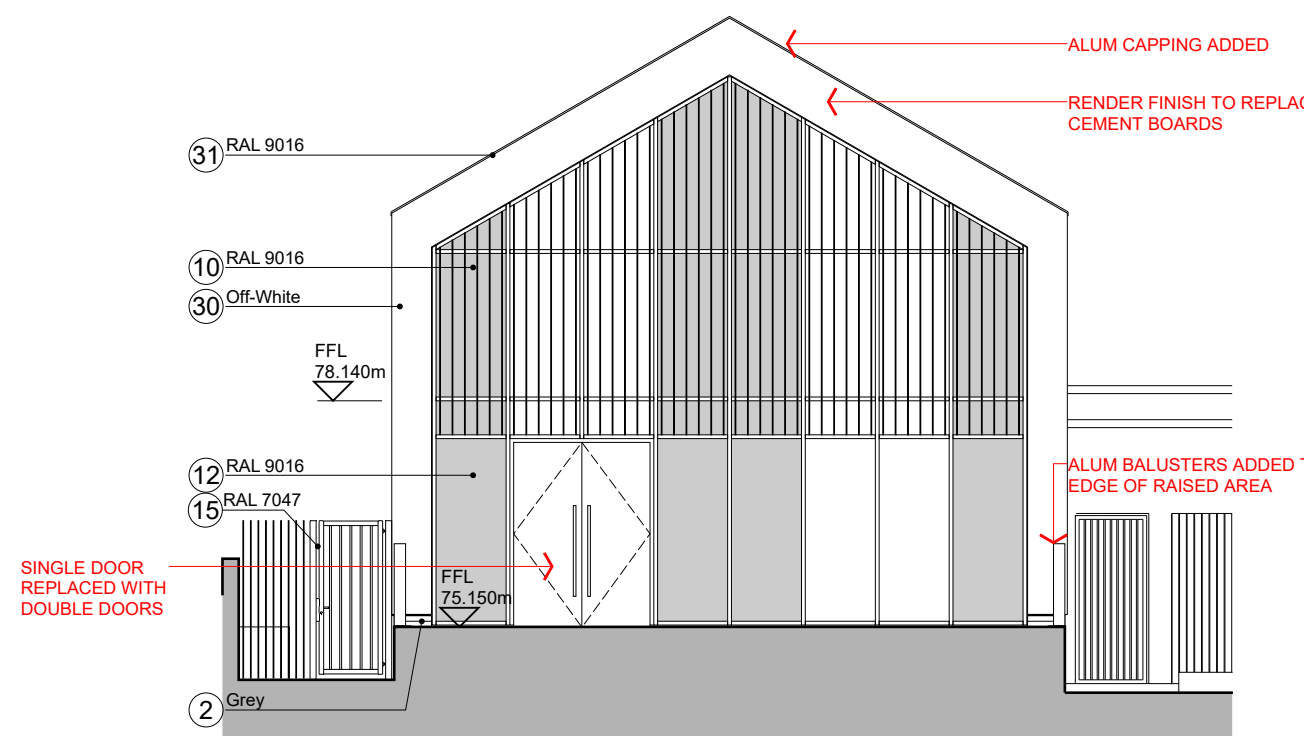 ALUM CAPPING ADDED
RENDER FINISH TO
CEMENT BOARDS
31 RAL 9016
10 RAL 9016
30 Off-White
FFL
78.140m
12 RAL 9016
15 RAL 7047
ALUM BALUSTERS ADDED
EDGE OF RAISED AREA
SINGLE DOOR
REPLACED WITH
DOUBLE DOORS
FFL
75.150m
2 Grey